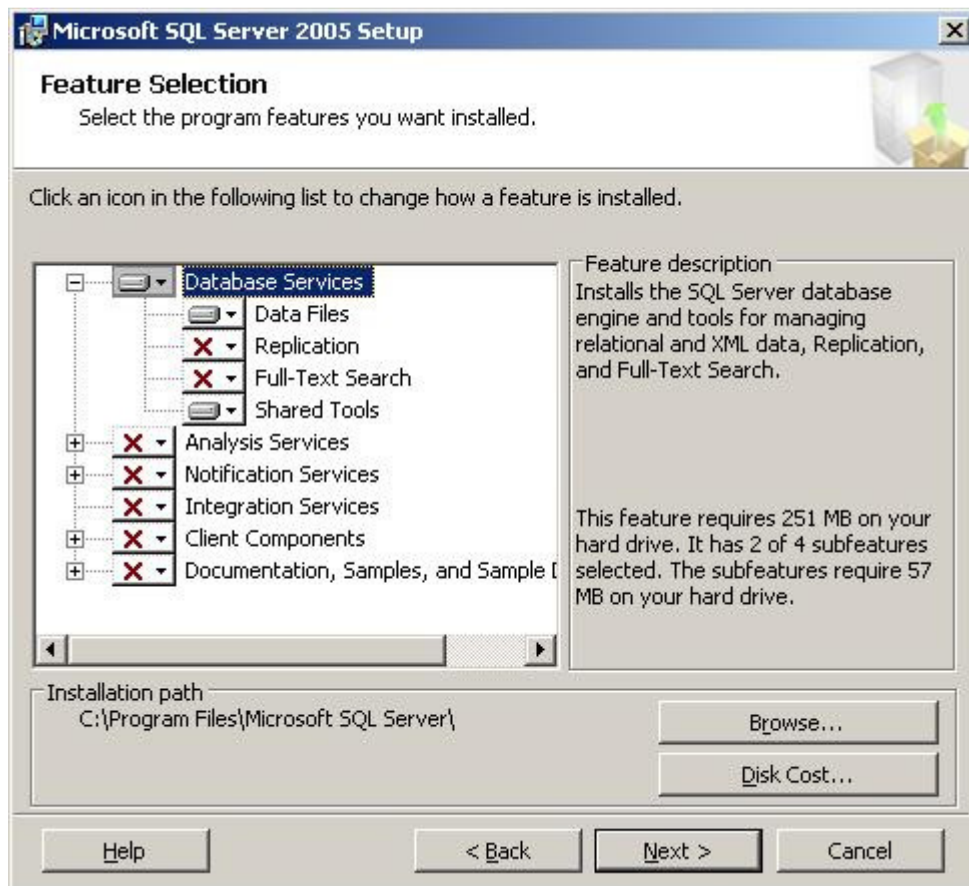 Microsoft SQL Server 2005 Setup
Feature Selection
Select the program features you want installed.
Click an icon in the following list to change how a feature is installed.
Database Services
Data Files
Replication
Full-Text Search
Shared Tools
Analysis Services
Notification Services
Integration Services
Client Components
Documentation, Samples, and Sample
Feature description
Installs the SQL Server database
engine and tools for managing
relational and XML data, Replication,
and Full-Text Search.
This feature requires 251 MB on your
hard drive. It has 2 of 4 subfeatures
selected. The subfeatures require 57
MB on your hard drive.
Installation path
C:\Program Files\Microsoft SQL Server\
Browse...
Disk Cost...
Help
< Back
Next >
Cancel